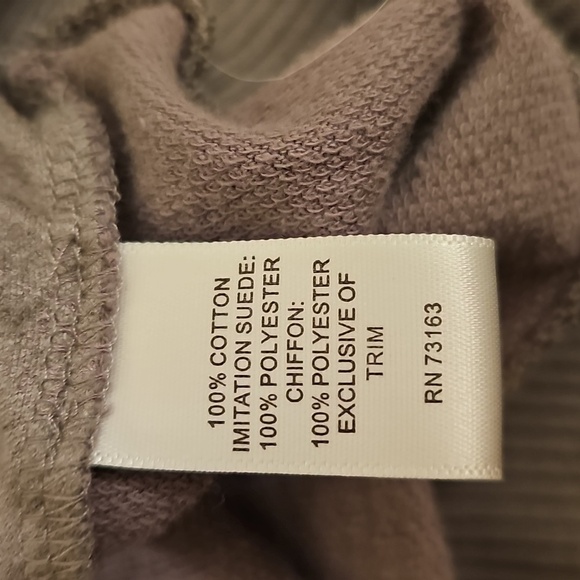 100% COTTON
IMITATION SUEDE:
100% POLYESTER
CHIFFON:
100% POLYESTER
EXCLUSIVE OF
TRIM
RN 73163